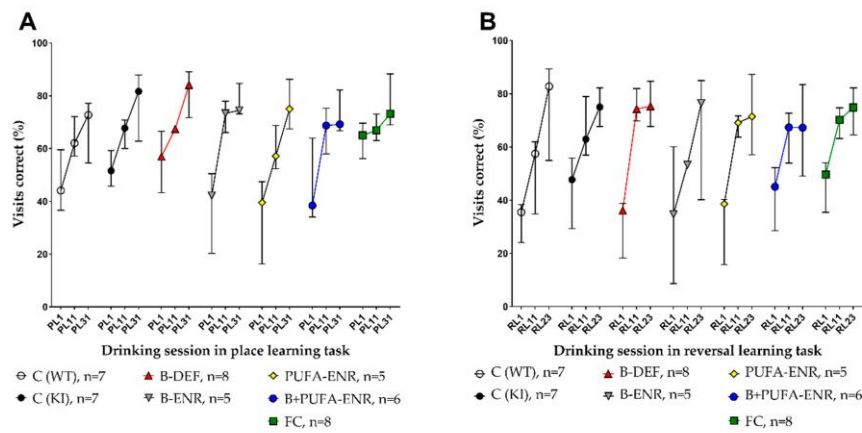 A
Visits correct (%)
100
80
60
40
20
0
PL1 PL11 PL31 PL1 PL11 PL31 PL1 PL11 PL31 PL1 PL11 PL31 PL1 PL11 PL31 PL1 PL11 PL31 PL1 PL11 PL31
Drinking session in place learning task
C (WT), n=7
B-DEF, n=8
PUFA-ENR, n=5
C (KI), n=7
B-ENR, n=5
B+PUFA-ENR, n=6
FC, n=8
B
Visits correct (%)
100
80
60
40
20
0
RL1 RL11 RL23 RL1 RL11 RL23 RL1 RL11 RL23 RL1 RL11 RL23 RL1 RL11 RL23 RL1 RL11 RL23 RL1 RL11 RL23
Drinking session in reversal learning task
C (WT), n=7
B-DEF, n=8
PUFA-ENR, n=5
C (KI), n=7
B-ENR, n=5
B+PUFA-ENR, n=6
FC, n=8